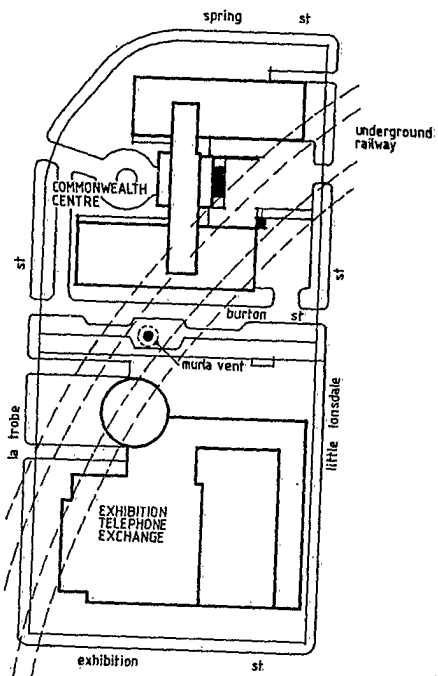 spring st
underground
railway
COMMONWEALTH
CENTRE
st
st
burton st
murla vent
la trobe
little lonsdale
EXHIBITION
TELEPHONE
EXCHANGE
exhibition st